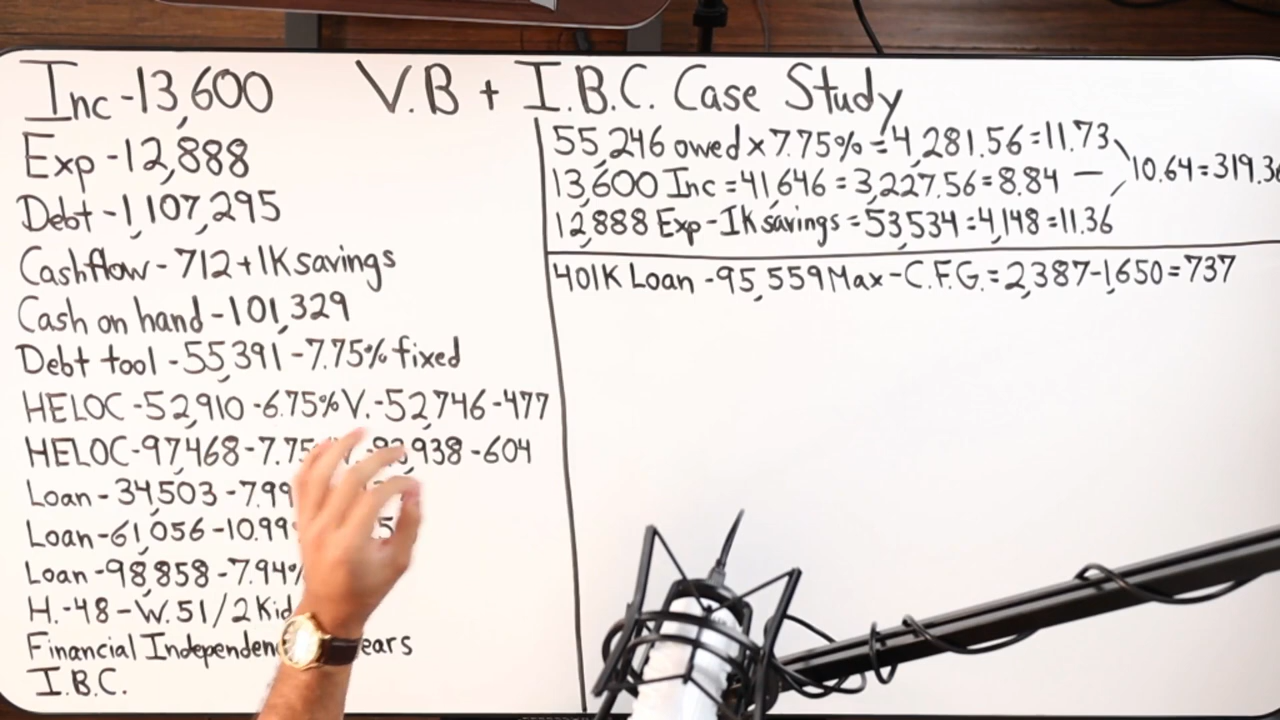 V.B + I.B.C. Case Study
Inc -13,600
Exp -12,888
Debt -1,107,295
Cashflow - 712 + 1K savings
Cash on hand -101,329
Debt tool -55,391 -7.75% fixed
HELOC -52,910 -6.75% V. -52,746 -477
HELOC -97,468 -7.75 938 -604
Loan - 34,503 -7.99
Loan -61,056 -10.99
Loan -98,858 -7.94%
H.-48 - W.51/2 Kid
Financial Independen ears
I.B.C.
55,246 owed x 7.75% = 4,281.56 = 11.73
13,600 Inc = 41,646 = 3,227.56 = 8.84 — 10.64 = 319.3
12,888 Exp - 1K savings = 53,534 = 4,148 = 11.36
401K Loan -95,559 Max - C.F.G. = 2,387 - 1,650 = 737